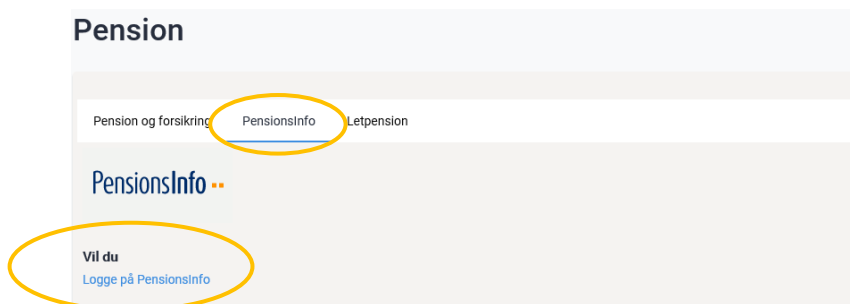 Pension
Pension og forsikring PensionsInfo Letpension
PensionsInfo
Vil du
Logge på PensionsInfo